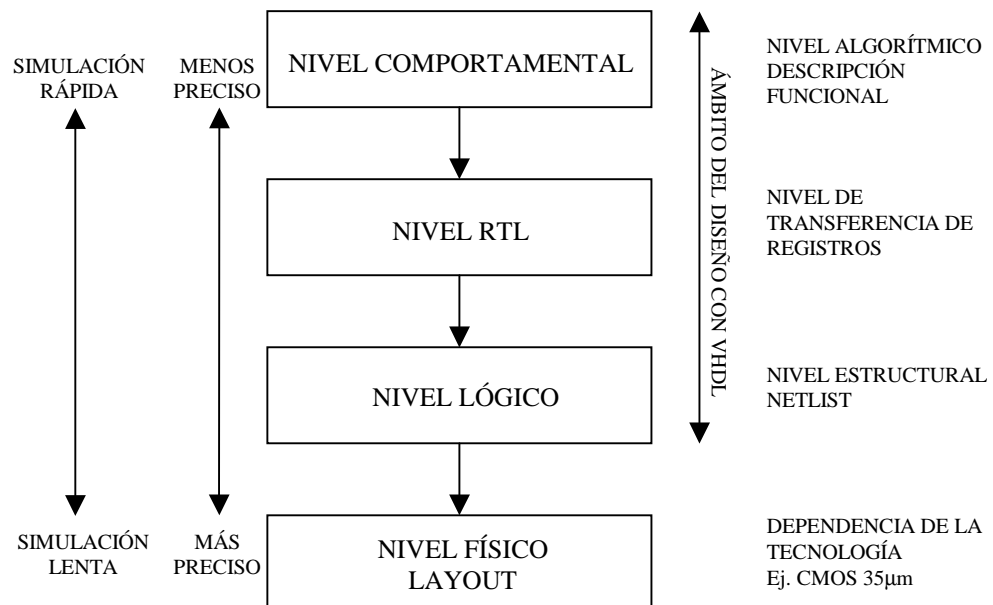 SIMULACIÓN
RÁPIDA
MENOS
PRECISO
NIVEL COMPORTAMENTAL
NIVEL ALGORÍTMICO
DESCRIPCIÓN
FUNCIONAL
ÁMBITO DEL DISEÑO CON VHDL
NIVEL RTL
NIVEL DE
TRANSFERENCIA DE
REGISTROS
NIVEL LÓGICO
NIVEL ESTRUCTURAL
NETLIST
SIMULACIÓN
LENTA
MÁS
PRECISO
NIVEL FÍSICO
LAYOUT
DEPENDENCIA DE LA
TECNOLOGÍA
Ej. CMOS 35µm